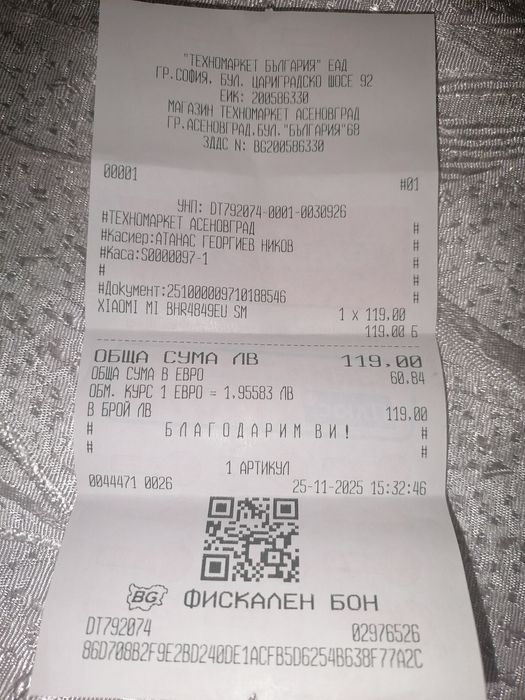 "ТЕХНОМАРКЕТ БЪЛГАРИЯ" ЕАД
ГР.СОФИЯ, БУЛ. ЦАРИГРАДСКО ШОСЕ 92
ЕИК: 200586330
МАГАЗИН ТЕХНОМАРКЕТ АСЕНОВГРАД
ГР.АСЕНОВГРАД.БУЛ."БЪЛГАРИЯ"68
ЗДДС N: BG200586330
00001 #01
УНП: DT792074-0001-0030926
#ТЕХНОМАРКЕТ АСЕНОВГРАД #
#Касиер:АТАНАС ГЕОРГИЕВ НИКОВ #
#Каса:S0000097-1 #
# #
#Документ:251000009710188546 #
XIAOMI MI BHR4849EU SM 1 x 119.00
119.00 Б
ОБЩА СУМА ЛВ 119.00
ОБЩА СУМА В ЕВРО 60.84
ОБМ. КУРС 1 ЕВРО = 1.95583 ЛВ
В БРОЙ ЛВ 119.00
# БЛАГОДАРИМ ВИ! #
# #
1 АРТИКУЛ
0044471 0026 25-11-2025 15:32:46
BG ФИСКАЛЕН БОН
DT792074 02976526
86D708B2F9E2BD240DE1ACFB5D6254B638F77A2C